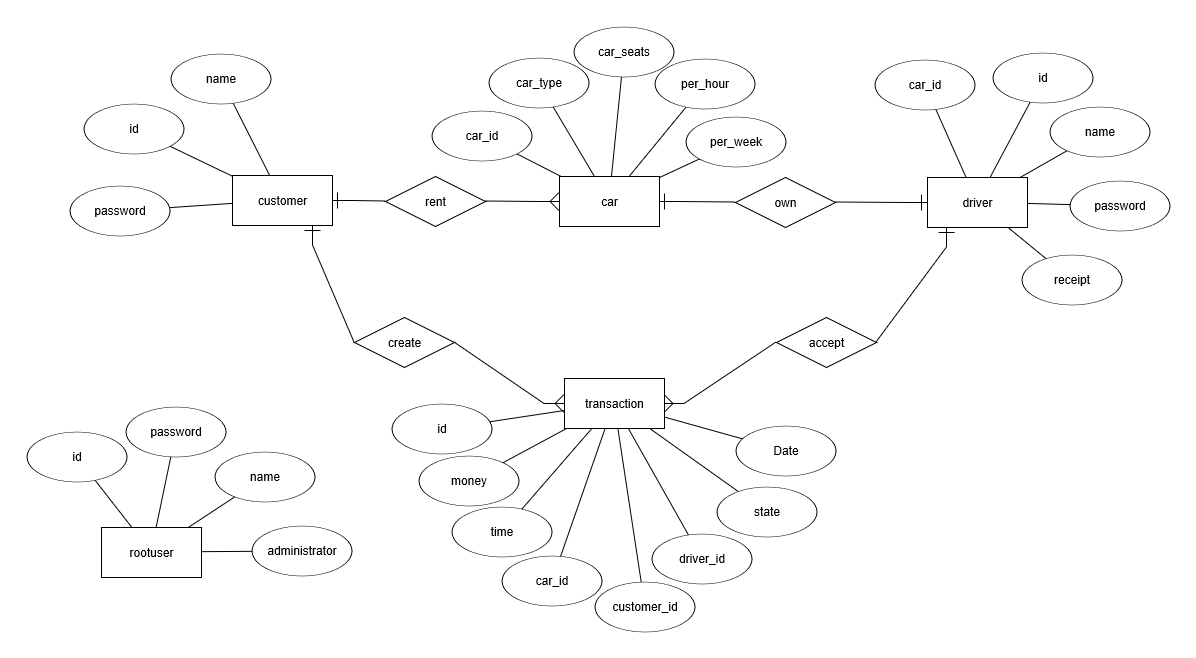 car_seats
name
car_type
per_hour
car_id
id
id
car_id
per_week
name
password
customer
rent
car
own
driver
password
receipt
create
accept
transaction
id
password
Date
id
name
money
state
time
rootuser
administrator
driver_id
car_id
customer_id